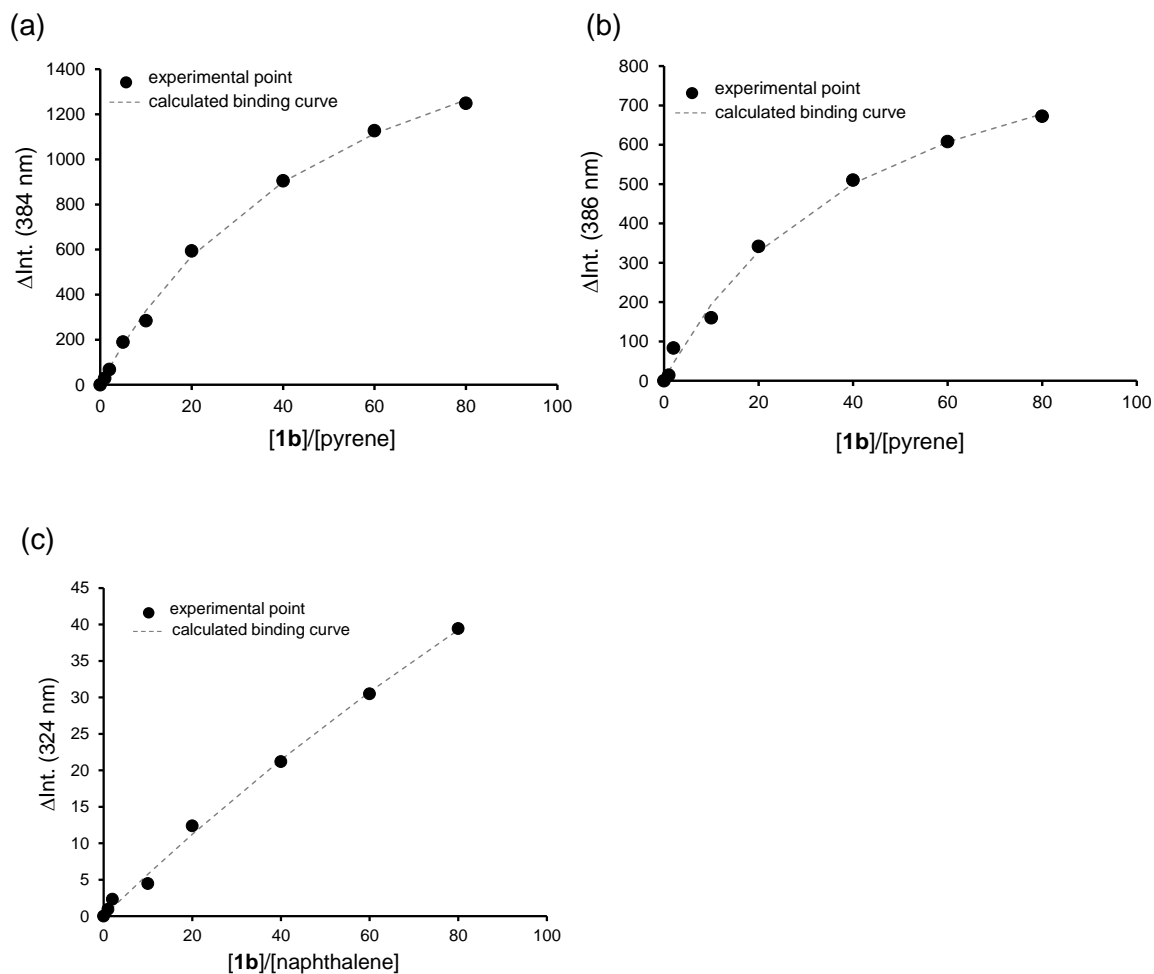 (a)
1400
1200
1000
800
600
400
200
0
ΔInt. (384 nm)
experimental point
calculated binding curve
0 20 40 60 80 100
[1b]/[pyrene]
(b)
800
700
600
500
400
300
200
100
0
ΔInt. (386 nm)
experimental point
calculated binding curve
0 20 40 60 80 100
[1b]/[pyrene]
(c)
45
40
35
30
25
20
15
10
5
0
ΔInt. (324 nm)
experimental point
calculated binding curve
0 20 40 60 80 100
[1b]/[naphthalene]